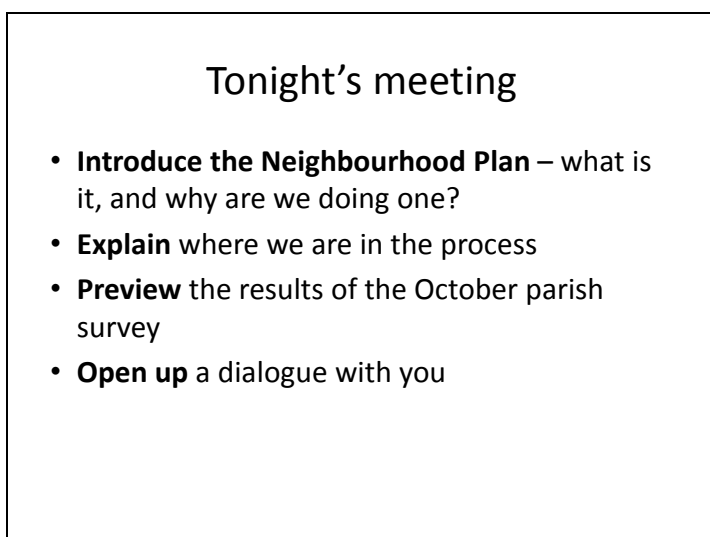 Tonight’s meeting
• Introduce the Neighbourhood Plan – what is
it, and why are we doing one?
• Explain where we are in the process
• Preview the results of the October parish
survey
• Open up a dialogue with you